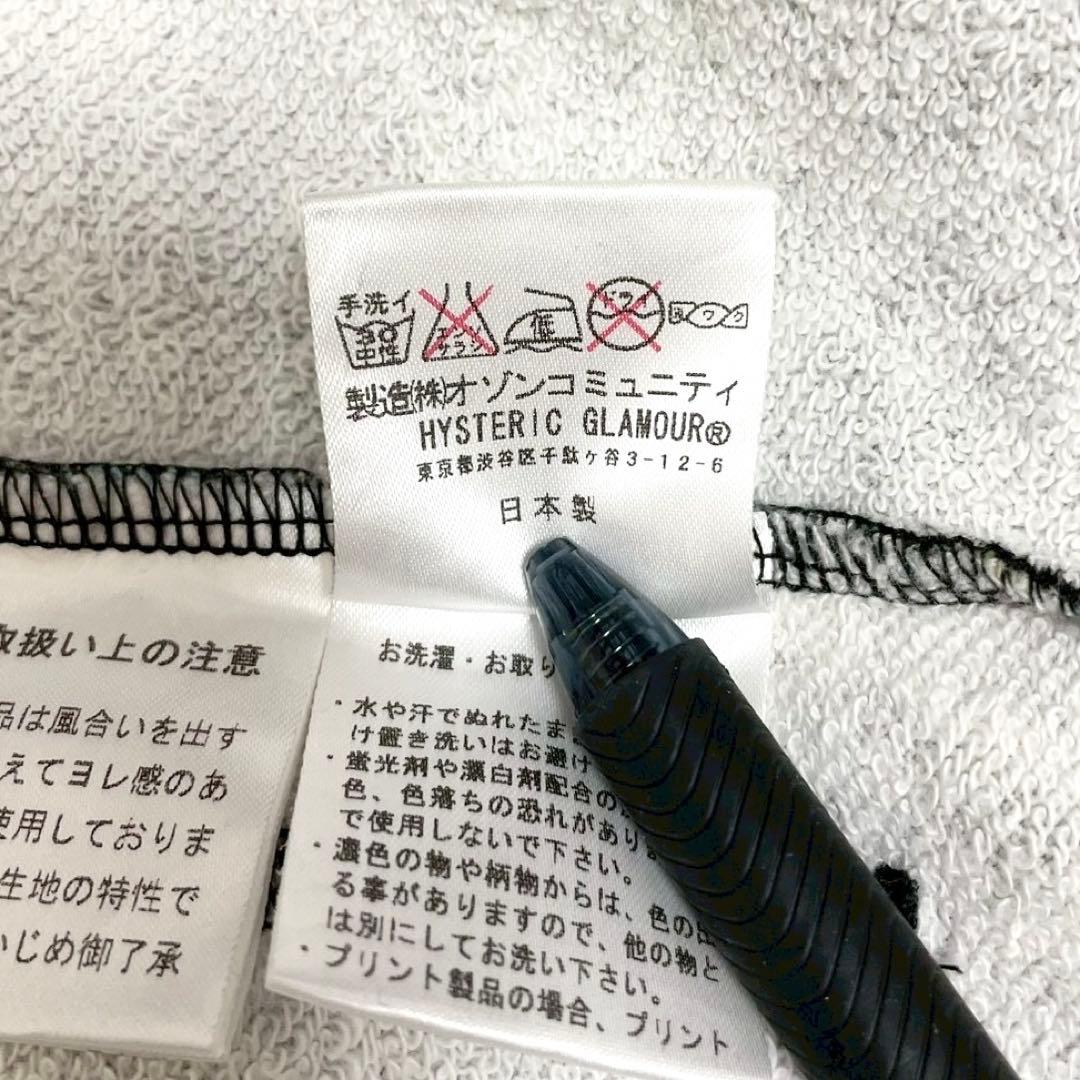 手洗イ
中性
エンソ
サラシ
低
ドライ
製造(株)オゾンコミュニティ
HYSTERIC GLAMOUR®
東京都渋谷区千駄ヶ谷3-12-6
日本製
お洗濯・お取り
・水や汗でぬれたま
け置き洗いはお避け
・蛍光剤や漂白剤配合の
色、色落ちの恐れがあります
で使用しないで下さい。
・濃色の物や柄物からは、色の出
る事がありますので、他の物と
は別にしてお洗い下さい。
・プリント製品の場合、プリント
取扱い上の注意
品は風合いを出す
えてヨレ感のあ
使用しておりま
生地の特性で
かじめ御了承